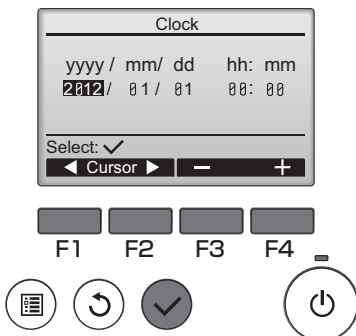 Clock
yyyy / mm/ dd hh: mm
2012/ 01/ 01 00: 00
Select: ✓
◀ Cursor ▶ − +
F1 F2 F3 F4